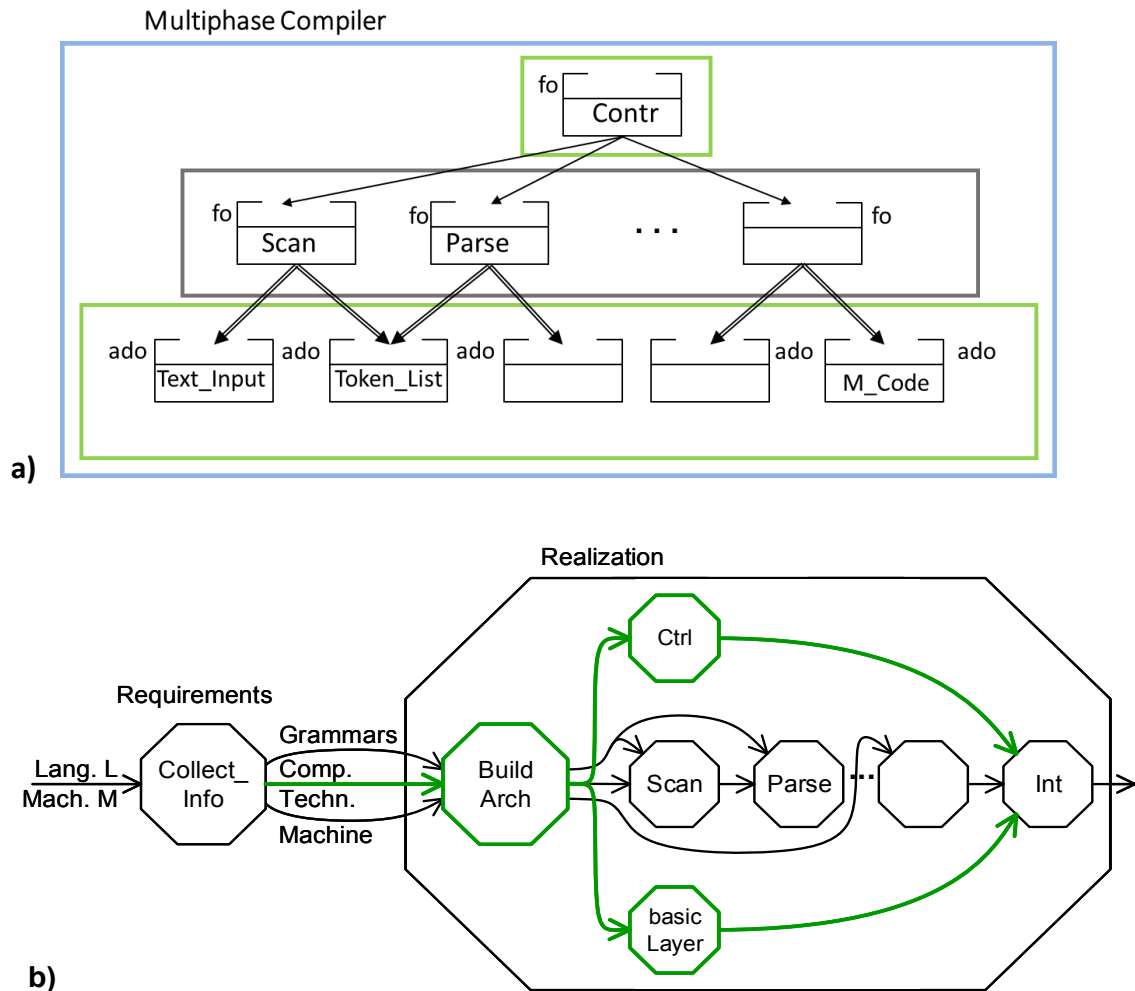 Multiphase Compiler
fo
Contr
fo
Scan
fo
Parse
. . .
fo
ado
Text_Input
ado
Token_List
ado
ado
M_Code
ado
a)
Realization
Ctrl
Requirements
Grammars
Lang. L
Mach. M
Collect_
Info
Comp.
Techn.
Machine
Build
Arch
Scan
Parse
...
Int
basic
Layer
b)